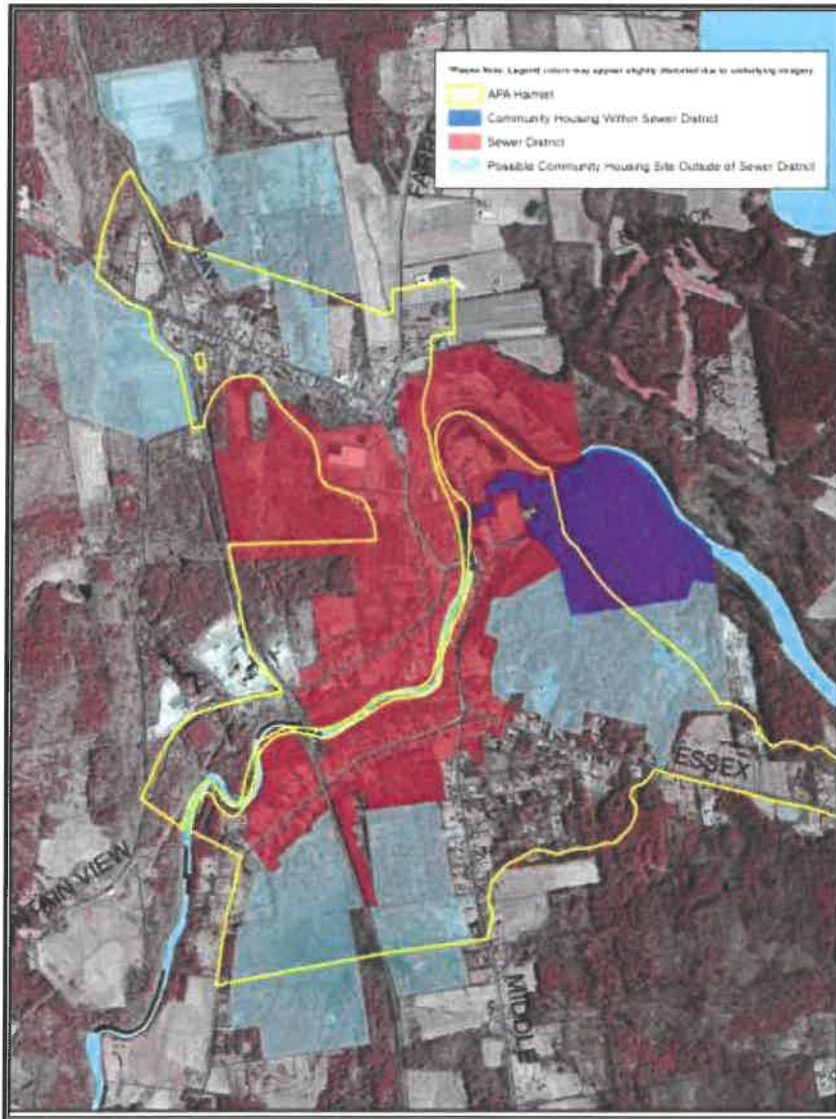 *Please Note: Legend colors may appear slightly distorted due to underlying imagery.
APA Hamlet
Community Housing Within Sewer District
Sewer District
Possible Community Housing Site Outside of Sewer District
ESSEX
NTAIN VIEW
MIDDLE